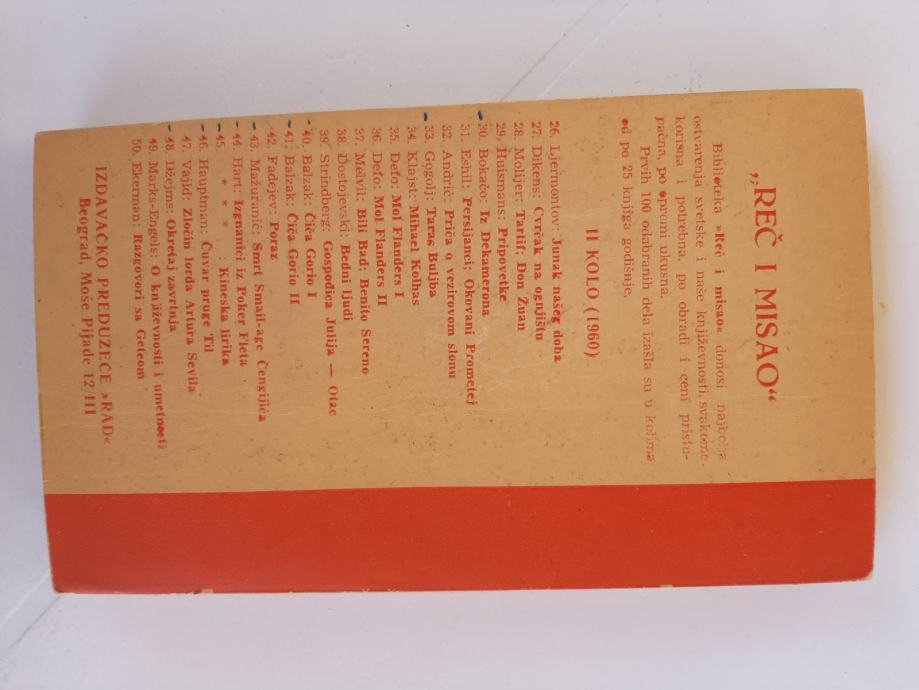 „REČ I MISAO“
Biblioteka »Reč i misao« donosi najbolja
ostvarenja svetske i naše književnosti, svakome
korisna i potrebna, po obradi i ceni pristu-
pačna, po opremi ukusna.
Prvih 100 odabranih dela izašla su u kolima
od po 25 knjiga godišnje.
II KOLO (1960)
26. Ljermontov: Junak našeg doba
27. Dikens: Cvrčak na ognjištu
28. Molijer: Tartif; Don Žuan
29. Huismans: Pripovetke
30. Bokačo: Iz Dekamerona
31. Eshil: Persijanci; Okovani Prometej
32. Andrić: Priča o vezirovom slonu
33. Gogolj: Taras Buljba
34. Klajst: Mihael Kolhas
35. Defo: Mol Flanders I
36. Defo: Mol Flanders II
37. Melvil: Bili Bad; Benito Sereno
38. Dostojevski: Bedni ljudi
39. Strindberg: Gospođica Julija — Otac
40. Balzak: Čiča Gorio I
41. Balzak: Čiča Gorio II
42. Fadejev: Poraz
43. Mažuranić: Smrt Smail-age Čengijića
44. Hart: Izgnanici iz Poker Fleta
45. * * * : Kineska lirika
46. Hauptman: Čuvar pruge Til
47. Vajld: Zločin lorda Artura Sevila
48. Džejms: Okretaj zavrtnja
49. Marks-Engels: O književnosti i umetnosti
50. Ekerman: Razgovori sa Geteom
IZDAVAČKO PREDUZEĆE »RAD«
Beograd, Moše Pijade 12/III